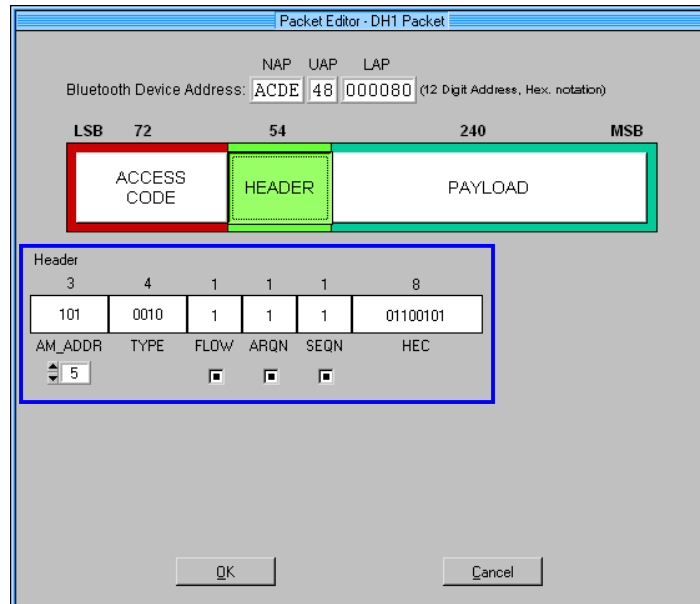 Packet Editor - DH1 Packet
NAP UAP LAP
Bluetooth Device Address: ACDE 48 000080 (12 Digit Address, Hex. notation)
LSB 72 54 240 MSB
ACCESS CODE HEADER PAYLOAD
Header
3 4 1 1 1 8
101 0010 1 1 1 01100101
AM_ADDR TYPE FLOW ARQN SEQN HEC
5
OK Cancel